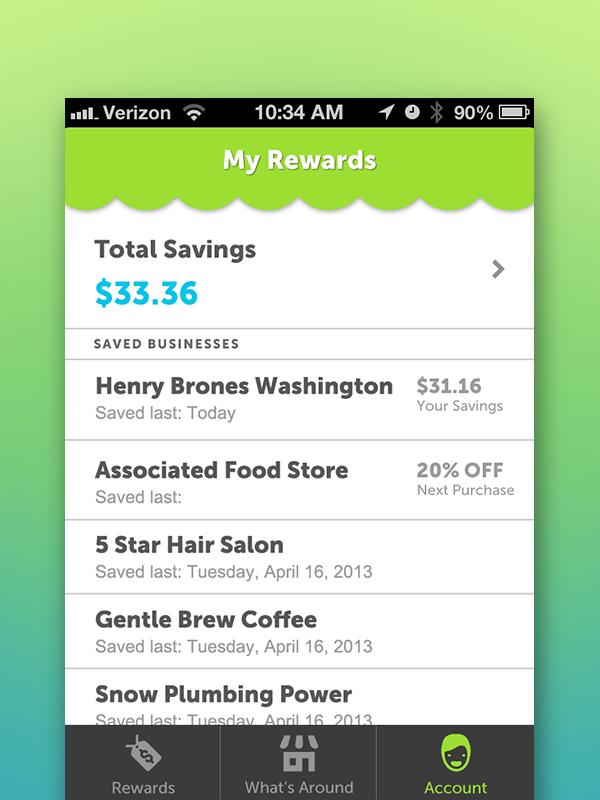 Verizon 10:34 AM 90%
My Rewards
Total Savings
$33.36
SAVED BUSINESSES
Henry Brones Washington $31.16
Saved last: Today Your Savings
Associated Food Store 20% OFF
Saved last: Next Purchase
5 Star Hair Salon
Saved last: Tuesday, April 16, 2013
Gentle Brew Coffee
Saved last: Tuesday, April 16, 2013
Snow Plumbing Power
Saved last: Tuesday, April 16, 2013
Rewards What's Around Account